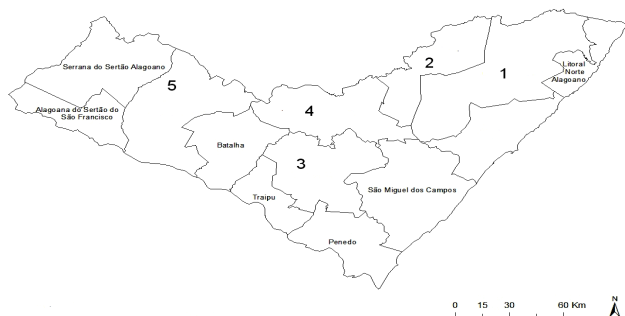 Serrana do Sertão Alagoano
5
2
1
Litoral
Norte
Alagoano
Alagoana do Sertão do
São Francisco
4
Batalha
3
Traipu
São Miguel dos Campos
Penedo
0 15 30 60 Km
N